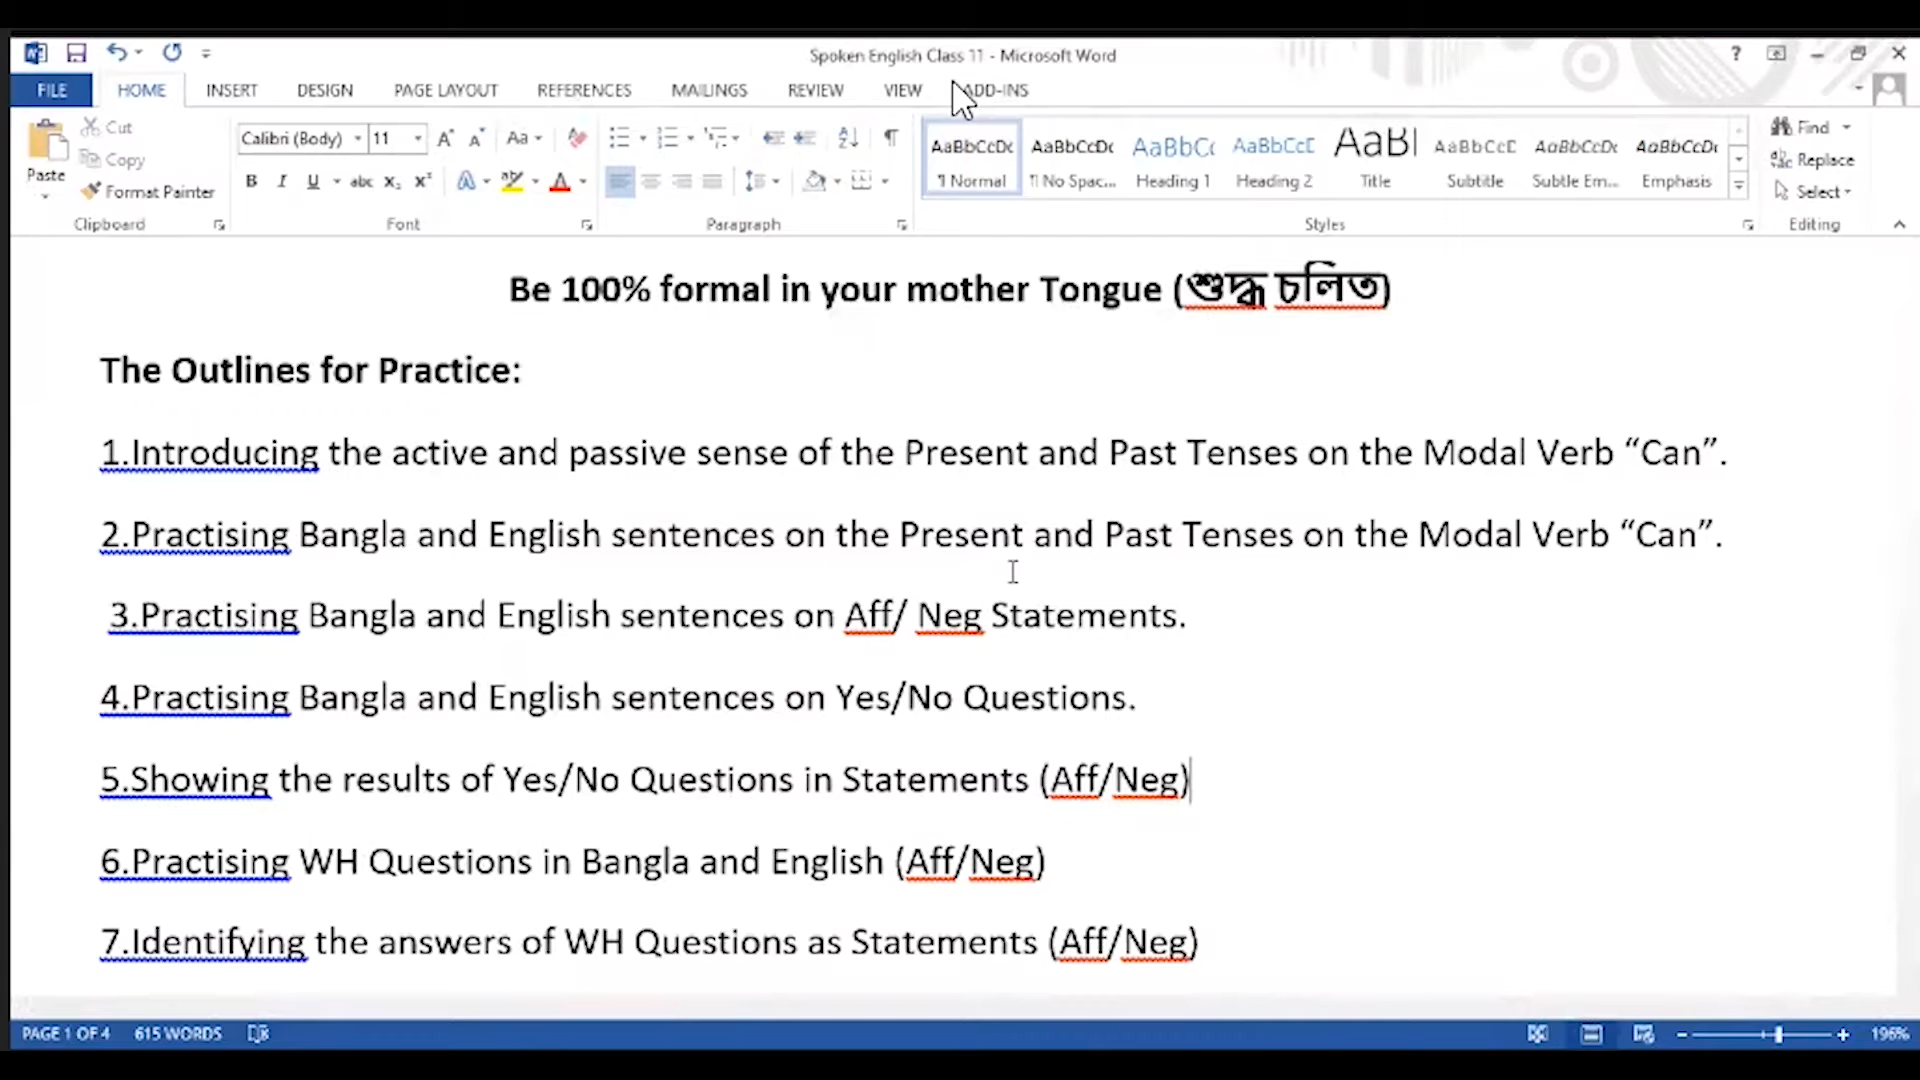 Spoken English Class 11 - Microsoft Word
FILE HOME INSERT DESIGN PAGE LAYOUT REFERENCES MAILINGS REVIEW VIEW ADD-INS
Paste Cut Copy Format Painter
Calibri (Body) 11
AaBbCcDc AaBbCcDc AaBbCc AaBbCcD AaBl AaBbCcD AaBbCcDc AaBbCcDc
¶ Normal ¶ No Spac... Heading 1 Heading 2 Title Subtitle Subtle Em... Emphasis
Find
Replace
Select
Clipboard Font Paragraph Styles Editing
Be 100% formal in your mother Tongue (শুদ্ধ চলিত)
The Outlines for Practice:
1.Introducing the active and passive sense of the Present and Past Tenses on the Modal Verb “Can”.
2.Practising Bangla and English sentences on the Present and Past Tenses on the Modal Verb “Can”.
3.Practising Bangla and English sentences on Aff/ Neg Statements.
4.Practising Bangla and English sentences on Yes/No Questions.
5.Showing the results of Yes/No Questions in Statements (Aff/Neg)
6.Practising WH Questions in Bangla and English (Aff/Neg)
7.Identifying the answers of WH Questions as Statements (Aff/Neg)
PAGE 1 OF 4 615 WORDS 196%